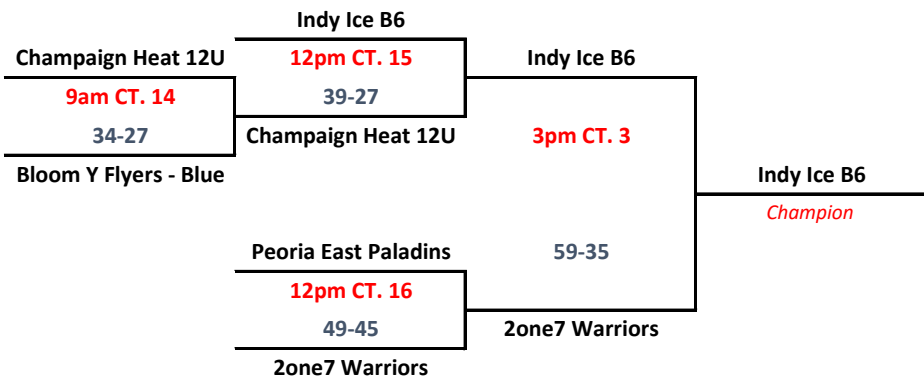 Indy Ice B6
Champaign Heat 12U
12pm CT. 15
Indy Ice B6
9am CT. 14
39-27
34-27
Champaign Heat 12U
3pm CT. 3
Bloom Y Flyers - Blue
Indy Ice B6
Champion
Peoria East Paladins
59-35
12pm CT. 16
49-45
2one7 Warriors
2one7 Warriors